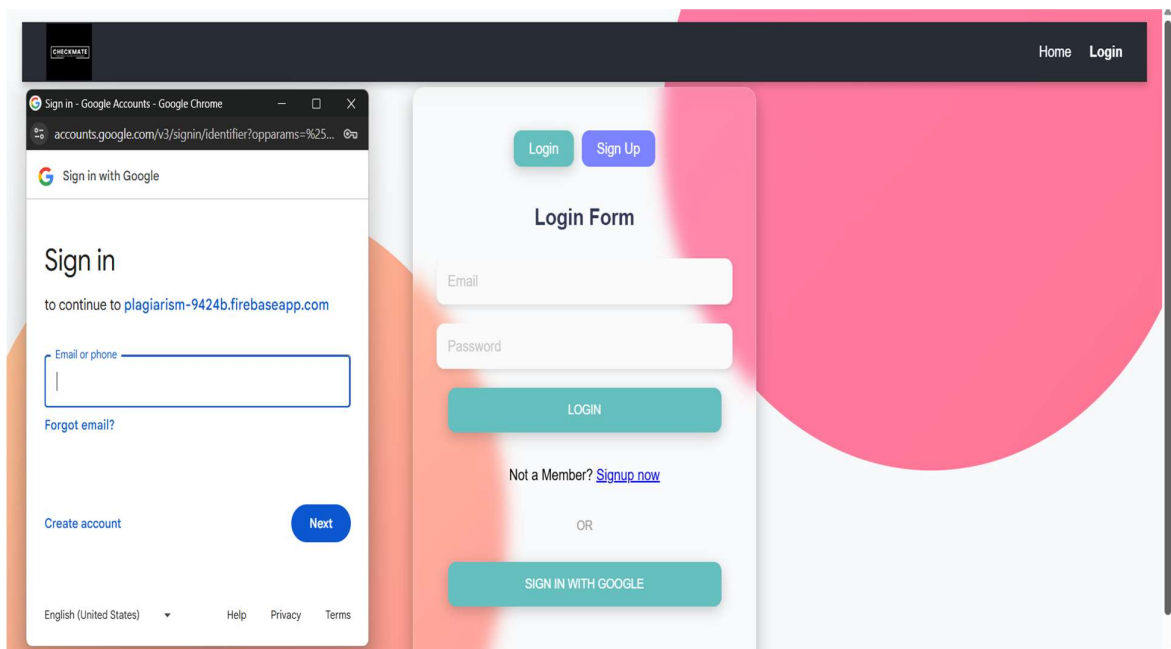 CHECKMATE
Home Login
Sign in - Google Accounts - Google Chrome
accounts.google.com/v3/signin/identifier?opparams=%25...
Sign in with Google
Sign in
to continue to plagiarism-9424b.firebaseapp.com
Email or phone
Forgot email?
Create account
Next
English (United States)
Help Privacy Terms
Login Sign Up
Login Form
Email
Password
LOGIN
Not a Member? Signup now
OR
SIGN IN WITH GOOGLE